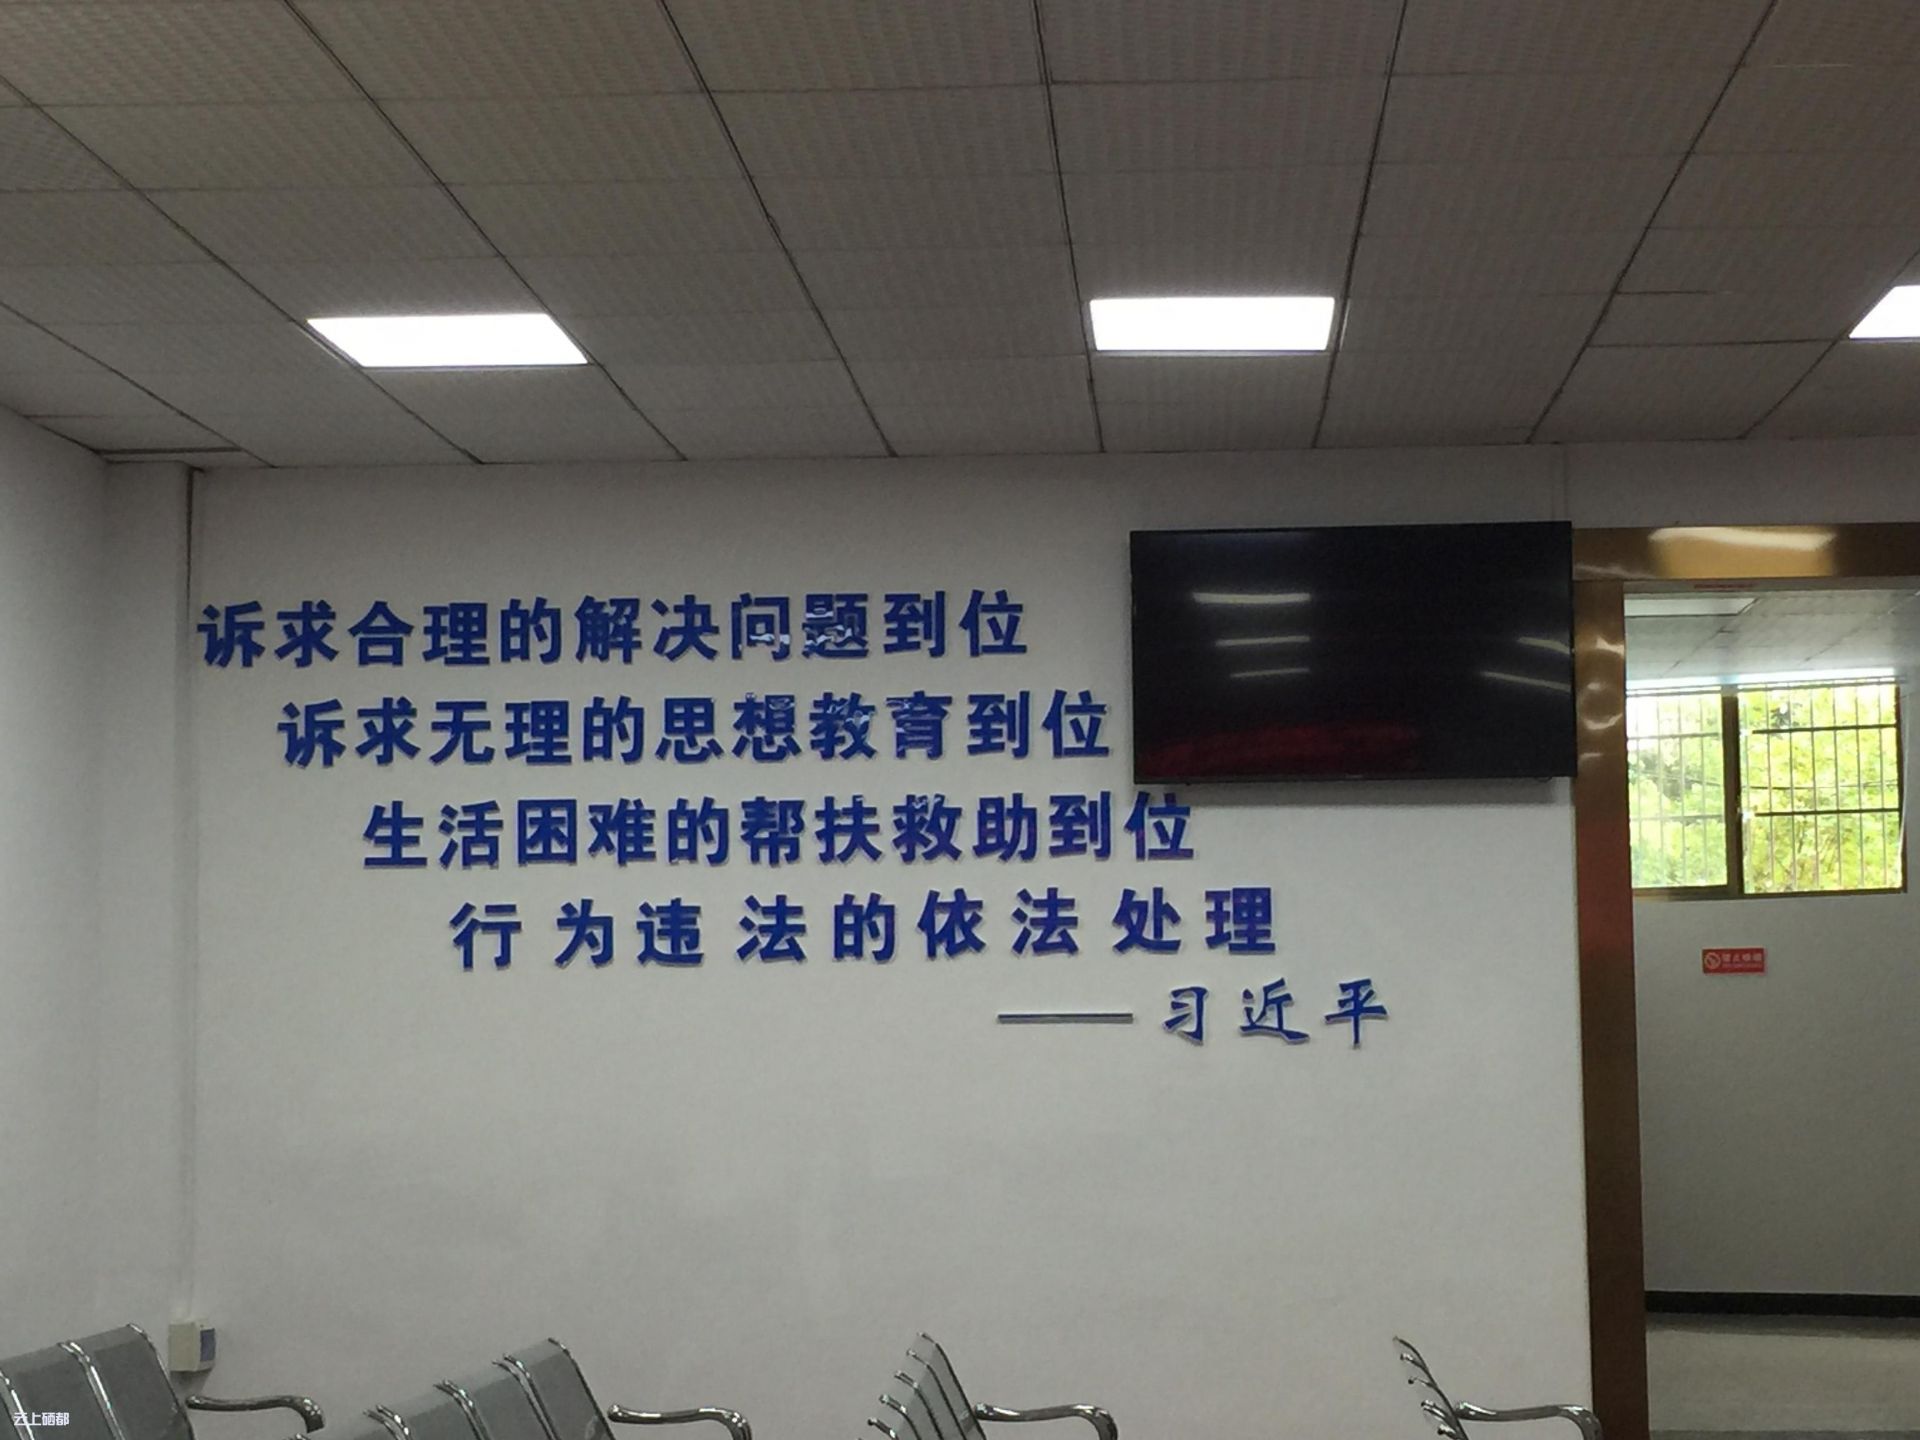 诉求合理的解决问题到位
诉求无理的思想教育到位
生活困难的帮扶救助到位
行为违法的依法处理
——习近平
云上硒都